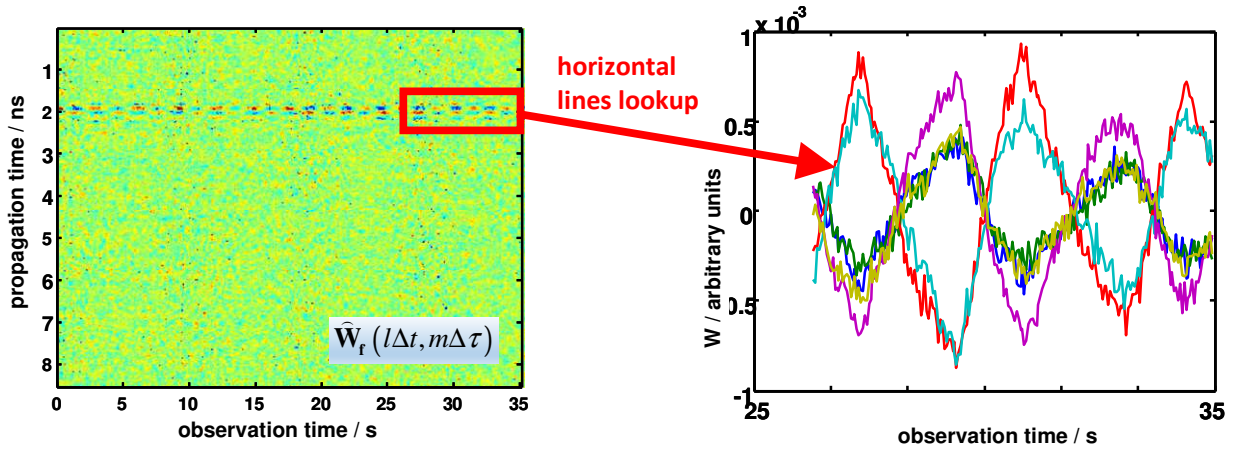 propagation time / ns
1
2
3
4
5
6
7
8
0
5
10
15
20
25
30
35
observation time / s
Ŵ_f (lΔt, mΔτ)
horizontal
lines lookup
x 10^-3
1
0.5
0
0.5
-1
W / arbitrary units
25
35
observation time / s